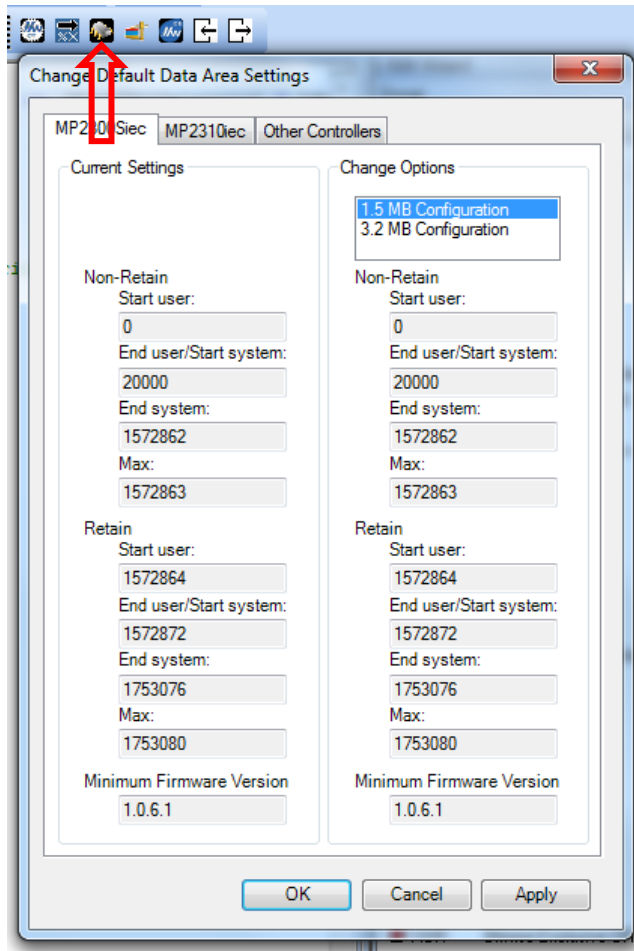 Change Default Data Area Settings
MP2300Siec MP2310iec Other Controllers
Current Settings
Non-Retain
Start user:
0
End user/Start system:
20000
End system:
1572862
Max:
1572863
Retain
Start user:
1572864
End user/Start system:
1572872
End system:
1753076
Max:
1753080
Minimum Firmware Version
1.0.6.1
Change Options
1.5 MB Configuration
3.2 MB Configuration
Non-Retain
Start user:
0
End user/Start system:
20000
End system:
1572862
Max:
1572863
Retain
Start user:
1572864
End user/Start system:
1572872
End system:
1753076
Max:
1753080
Minimum Firmware Version
1.0.6.1
OK Cancel Apply